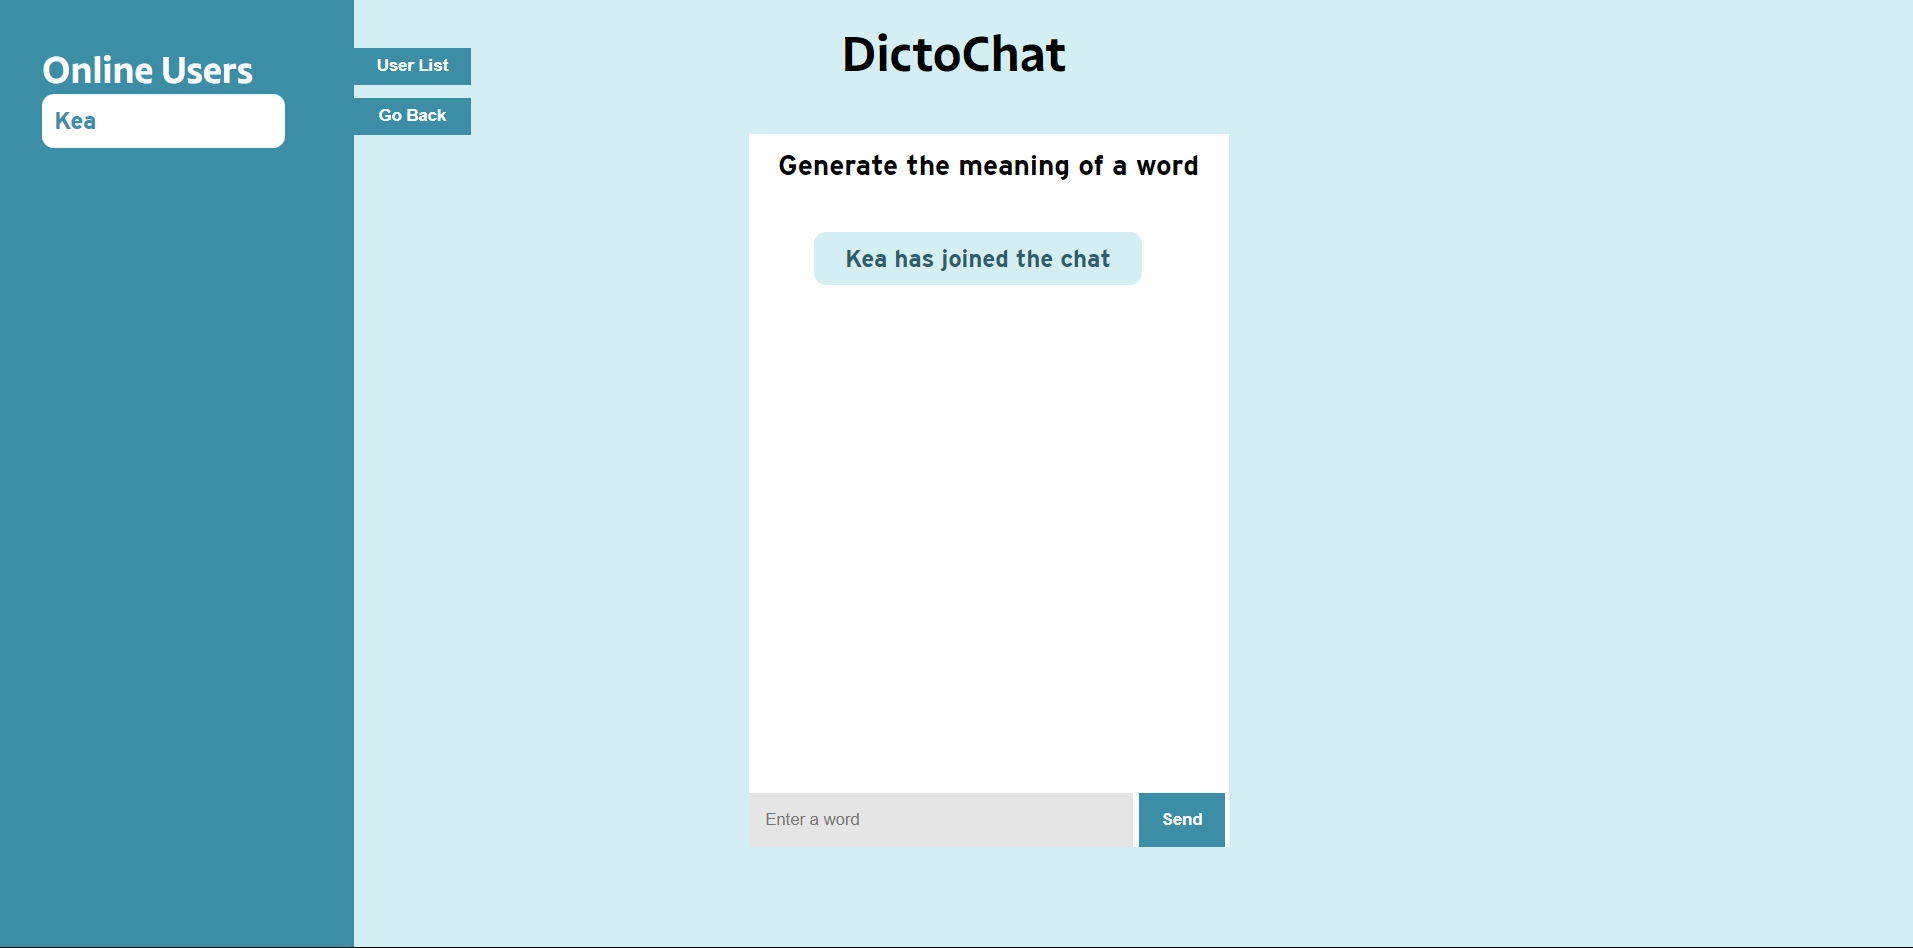 Online Users
Kea
User List
Go Back
DictoChat
Generate the meaning of a word
Kea has joined the chat
Enter a word
Send